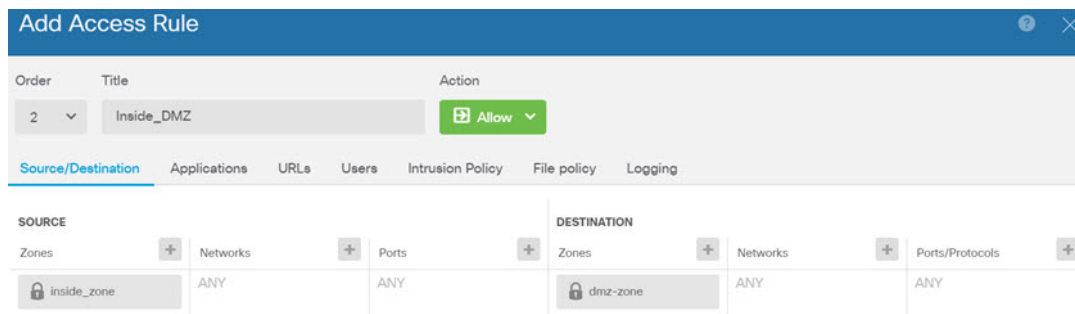 Add Access Rule
Order Title Action
2 Inside_DMZ Allow
Source/Destination Applications URLs Users Intrusion Policy File policy Logging
SOURCE DESTINATION
Zones Networks Ports Zones Networks Ports/Protocols
inside_zone ANY ANY dmz-zone ANY ANY